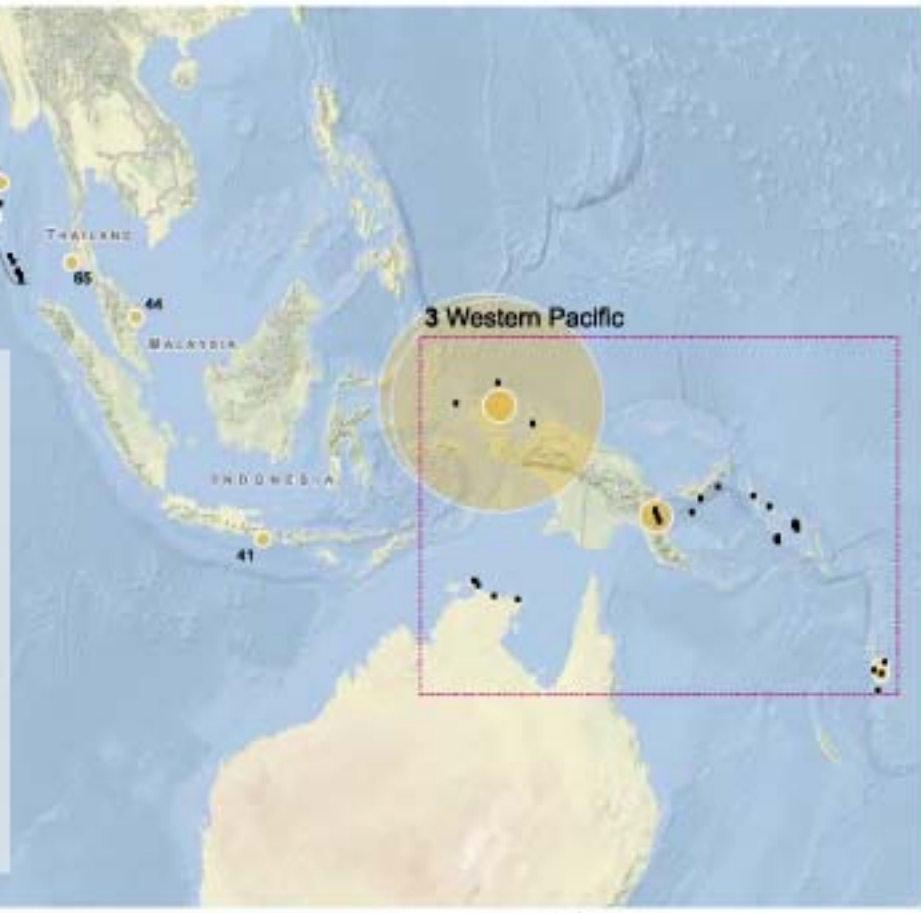 3 Western Pacific
THAILAND
65
44
MALAYSIA
INDONESIA
41